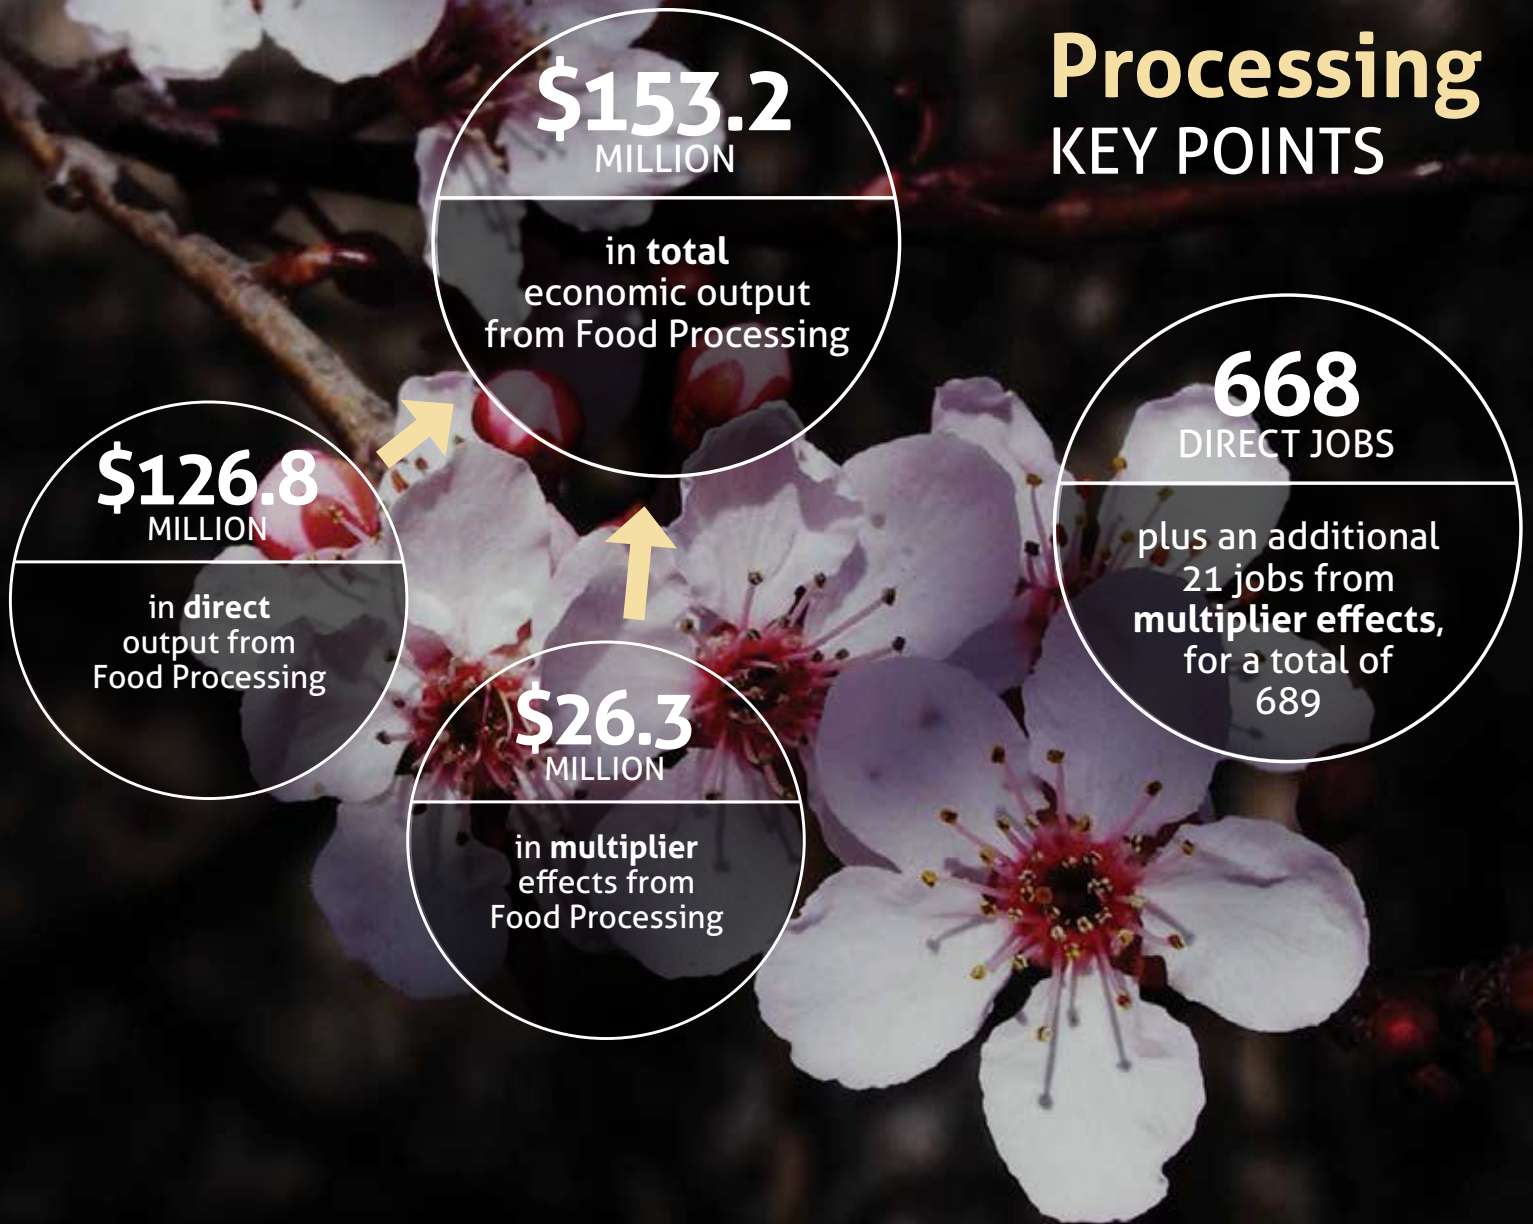 Processing
KEY POINTS
$153.2
MILLION
in total
economic output
from Food Processing
$126.8
MILLION
in direct
output from
Food Processing
$26.3
MILLION
in multiplier
effects from
Food Processing
668
DIRECT JOBS
plus an additional
21 jobs from
multiplier effects,
for a total of
689